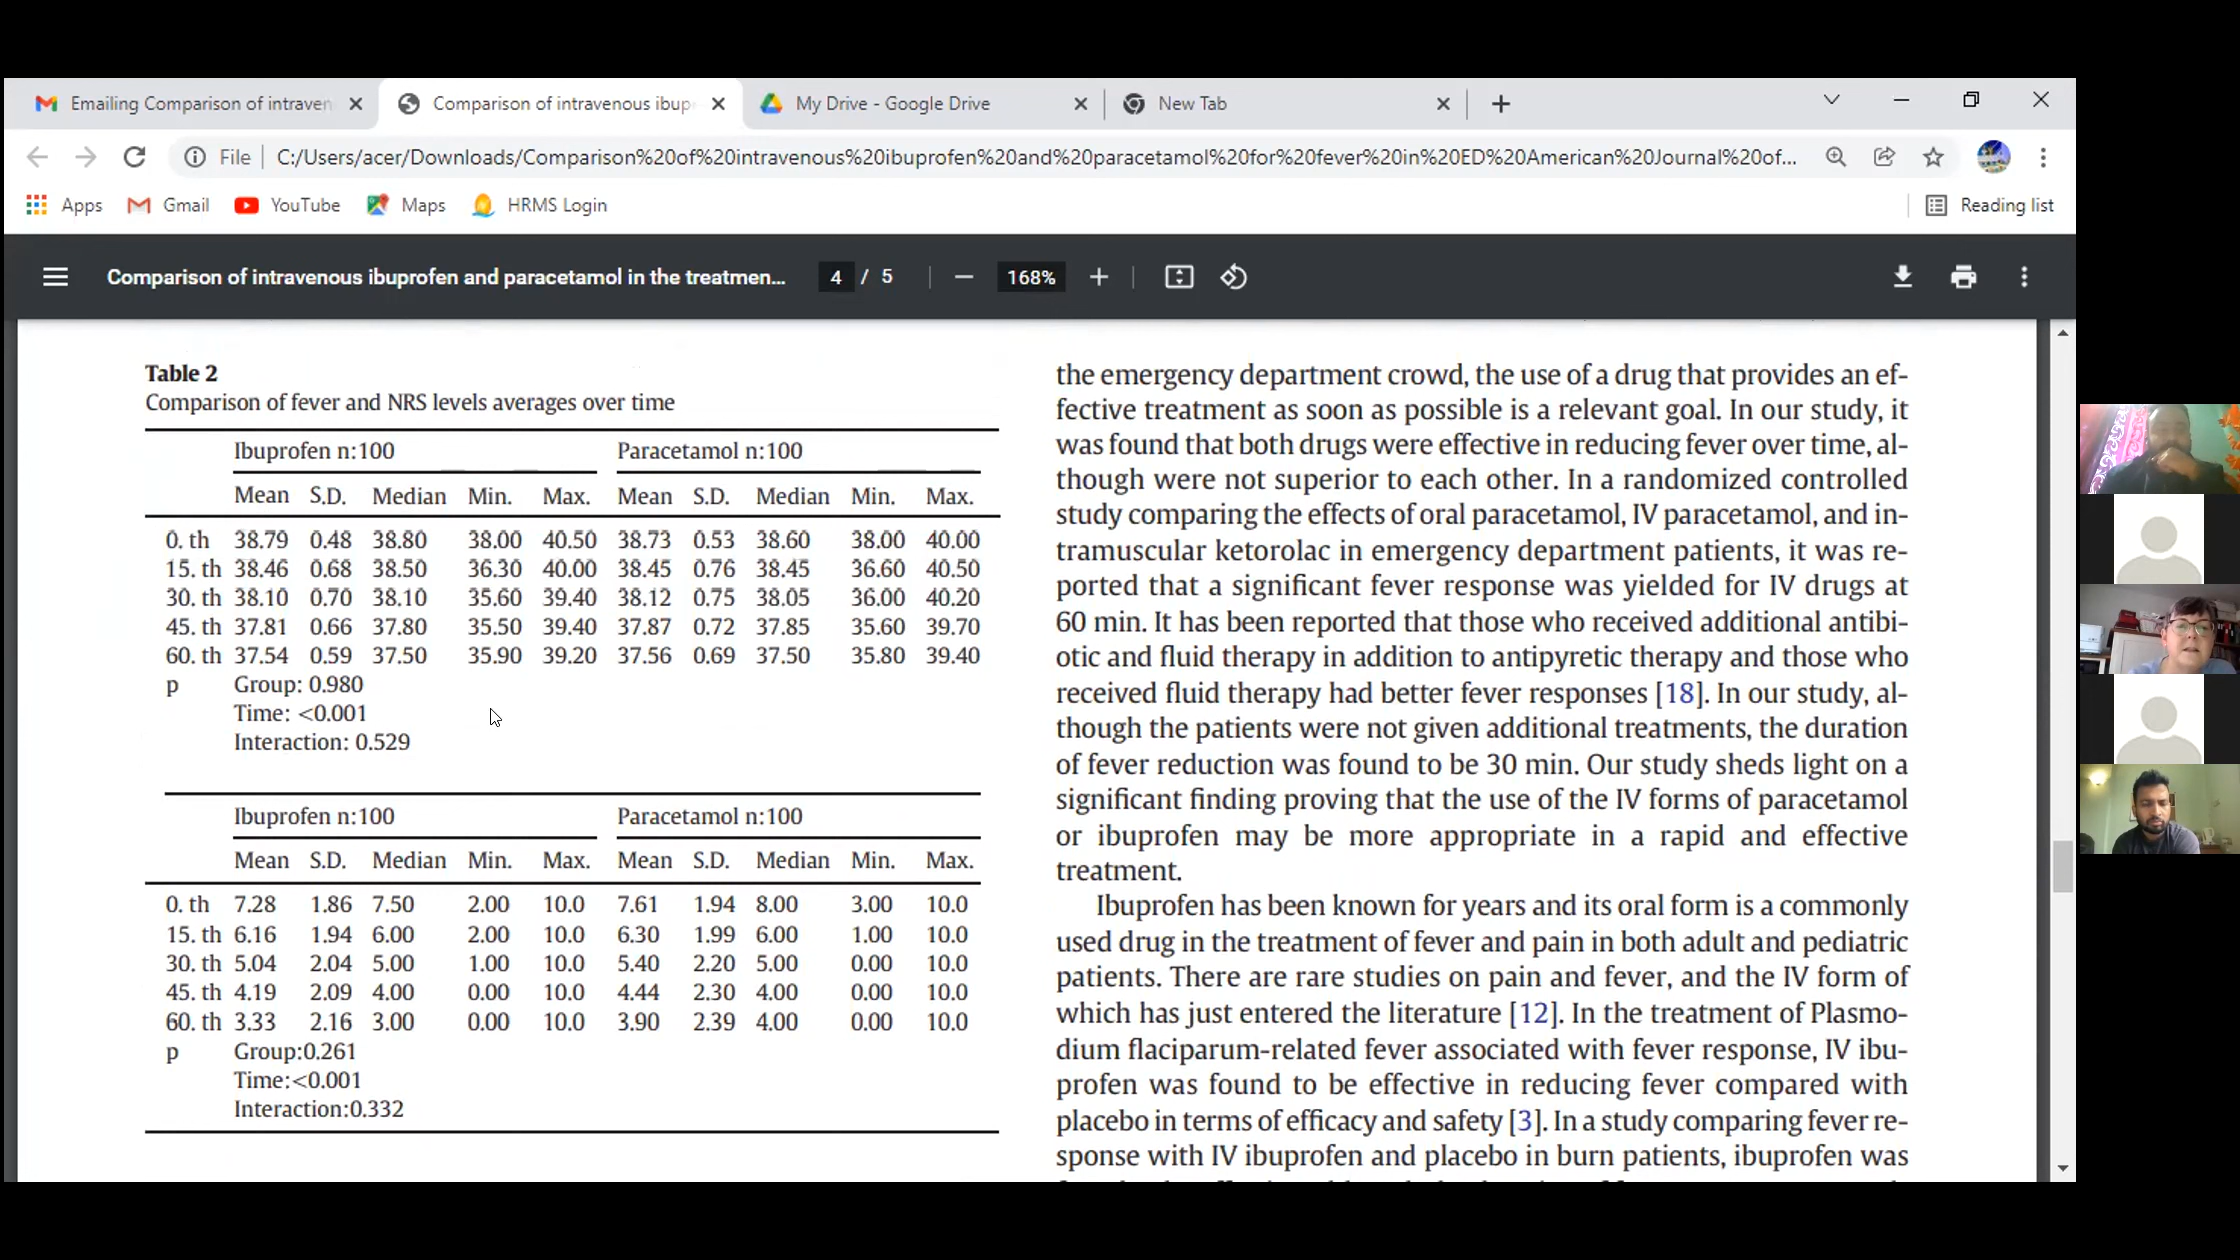 Emailing Comparison of intraven
Comparison of intravenous ibup
My Drive - Google Drive
New Tab
File
C:/Users/acer/Downloads/Comparison%20of%20intravenous%20ibuprofen%20and%20paracetamol%20for%20fever%20in%20ED%20American%20Journal%20of...
Apps
Gmail
YouTube
Maps
HRMS Login
Reading list
Comparison of intravenous ibuprofen and paracetamol in the treatmen...
4 / 5
168%
Table 2
Comparison of fever and NRS levels averages over time
Ibuprofen n:100 Paracetamol n:100
Mean S.D. Median Min. Max. Mean S.D. Median Min. Max.
0. th 38.79 0.48 38.80 38.00 40.50 38.73 0.53 38.60 38.00 40.00
15. th 38.46 0.68 38.50 36.30 40.00 38.45 0.76 38.45 36.60 40.50
30. th 38.10 0.70 38.10 35.60 39.40 38.12 0.75 38.05 36.00 40.20
45. th 37.81 0.66 37.80 35.50 39.40 37.87 0.72 37.85 35.60 39.70
60. th 37.54 0.59 37.50 35.90 39.20 37.56 0.69 37.50 35.80 39.40
p Group: 0.980
Time: <0.001
Interaction: 0.529
Ibuprofen n:100 Paracetamol n:100
Mean S.D. Median Min. Max. Mean S.D. Median Min. Max.
0. th 7.28 1.86 7.50 2.00 10.0 7.61 1.94 8.00 3.00 10.0
15. th 6.16 1.94 6.00 2.00 10.0 6.30 1.99 6.00 1.00 10.0
30. th 5.04 2.04 5.00 1.00 10.0 5.40 2.20 5.00 0.00 10.0
45. th 4.19 2.09 4.00 0.00 10.0 4.44 2.30 4.00 0.00 10.0
60. th 3.33 2.16 3.00 0.00 10.0 3.90 2.39 4.00 0.00 10.0
p Group:0.261
Time:<0.001
Interaction:0.332
the emergency department crowd, the use of a drug that provides an ef-
fective treatment as soon as possible is a relevant goal. In our study, it
was found that both drugs were effective in reducing fever over time, al-
though were not superior to each other. In a randomized controlled
study comparing the effects of oral paracetamol, IV paracetamol, and in-
tramuscular ketorolac in emergency department patients, it was re-
ported that a significant fever response was yielded for IV drugs at
60 min. It has been reported that those who received additional antibi-
otic and fluid therapy in addition to antipyretic therapy and those who
received fluid therapy had better fever responses [18]. In our study, al-
though the patients were not given additional treatments, the duration
of fever reduction was found to be 30 min. Our study sheds light on a
significant finding proving that the use of the IV forms of paracetamol
or ibuprofen may be more appropriate in a rapid and effective
treatment.
Ibuprofen has been known for years and its oral form is a commonly
used drug in the treatment of fever and pain in both adult and pediatric
patients. There are rare studies on pain and fever, and the IV form of
which has just entered the literature [12]. In the treatment of Plasmo-
dium flaciparum-related fever associated with fever response, IV ibu-
profen was found to be effective in reducing fever compared with
placebo in terms of efficacy and safety [3]. In a study comparing fever re-
sponse with IV ibuprofen and placebo in burn patients, ibuprofen was